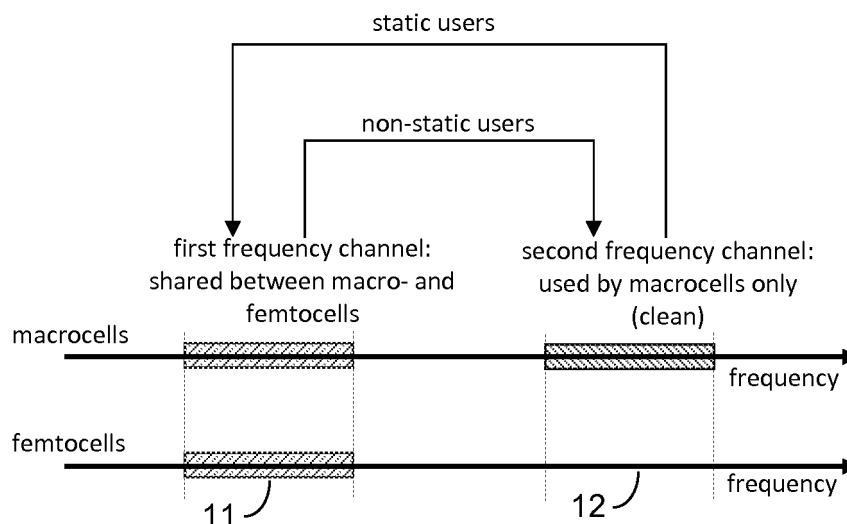 static users
non-static users
first frequency channel:
shared between macro- and
femtocells
second frequency channel:
used by macrocells only
(clean)
macrocells
frequency
femtocells
frequency
11
12